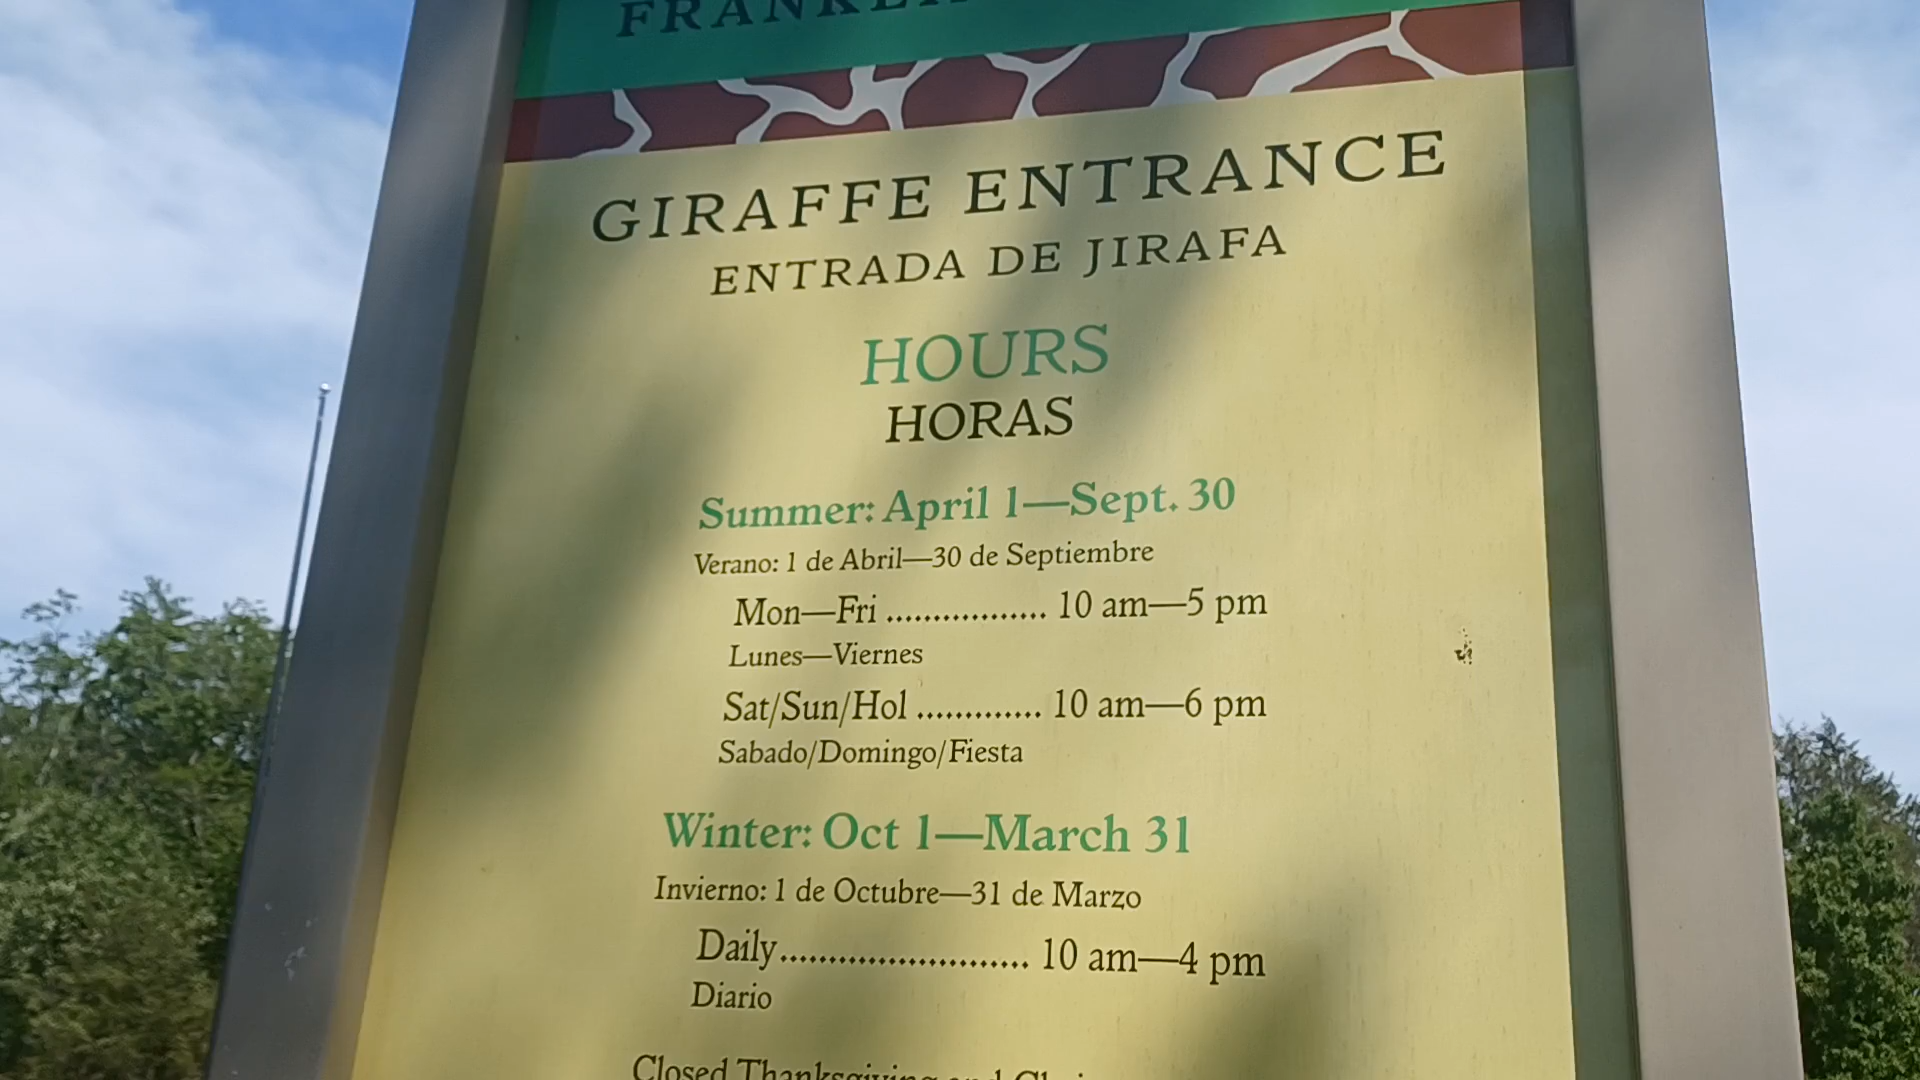 GIRAFFE ENTRANCE
ENTRADA DE JIRAFA
HOURS
HORAS
Summer: April 1—Sept. 30
Verano: 1 de Abril—30 de Septiembre
Mon—Fri ................. 10 am—5 pm
Lunes—Viernes
Sat/Sun/Hol ............. 10 am—6 pm
Sabado/Domingo/Fiesta
Winter: Oct 1—March 31
Invierno: 1 de Octubre—31 de Marzo
Daily.......................... 10 am—4 pm
Diario
Closed Thanksgiving and